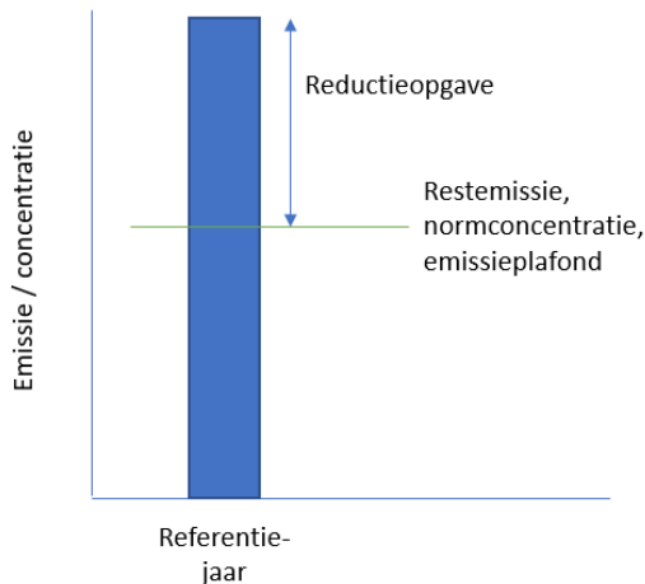 Reductieopgave
Restemissie,
normconcentratie,
emissieplafond
Emissie / concentratie
Referentie-
jaar